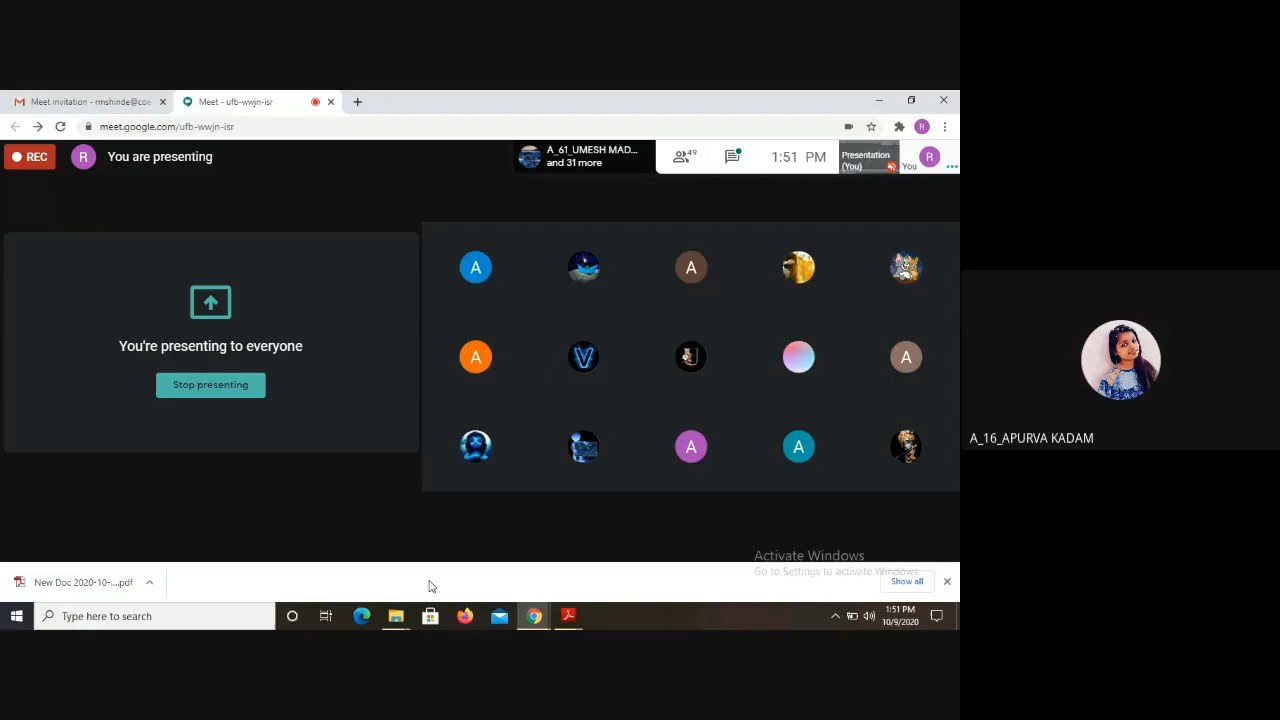 Meet invitation - rmshinde@coe
Meet - ufb-wwjn-isr
meet.google.com/ufb-wwjn-isr
R
REC
R
You are presenting
A_61_UMESH MAD...
and 31 more
49
1:51 PM
Presentation
(You)
You
R
A
A
You're presenting to everyone
Stop presenting
A
V
J
A
A
A
A_16_APURVA KADAM
Activate Windows
Go to Settings to activate Windows.
New Doc 2020-10-....pdf
Show all
Type here to search
1:51 PM
10/9/2020